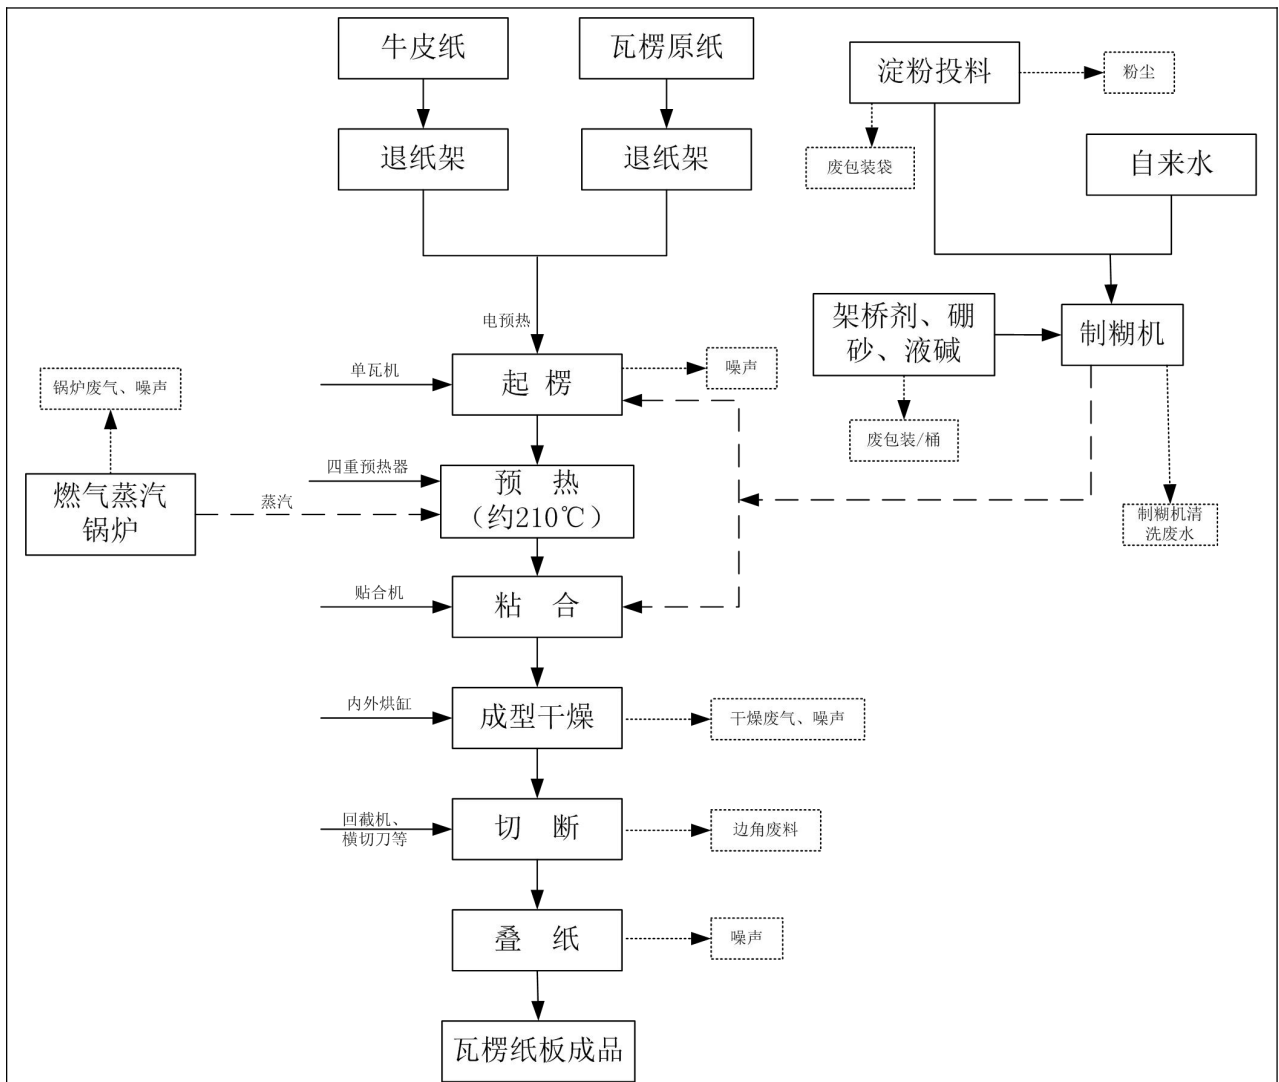 牛皮纸
瓦楞原纸
淀粉投料
粉尘
退纸架
退纸架
废包装袋
自来水
电预热
架桥剂、硼
砂、液碱
制糊机
单瓦机
起 楞
噪声
锅炉废气、噪声
废包装/桶
四重预热器
预 热
(约210℃)
燃气蒸汽
锅炉
蒸汽
制糊机清
洗废水
贴合机
粘 合
内外烘缸
成型干燥
干燥废气、噪声
回截机、
横切刀等
切 断
边角废料
叠 纸
噪声
瓦楞纸板成品